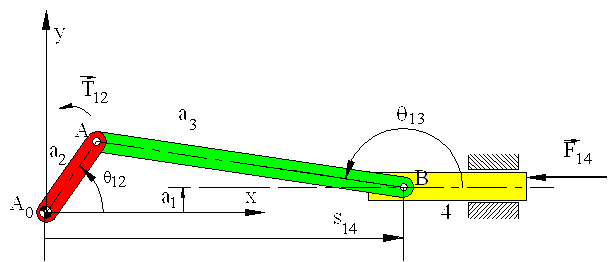 y
T₁₂
a₃
θ₁₃
A
a₂
θ₁₂
B
F₁₄
A₀
a₁
x
4
s₁₄